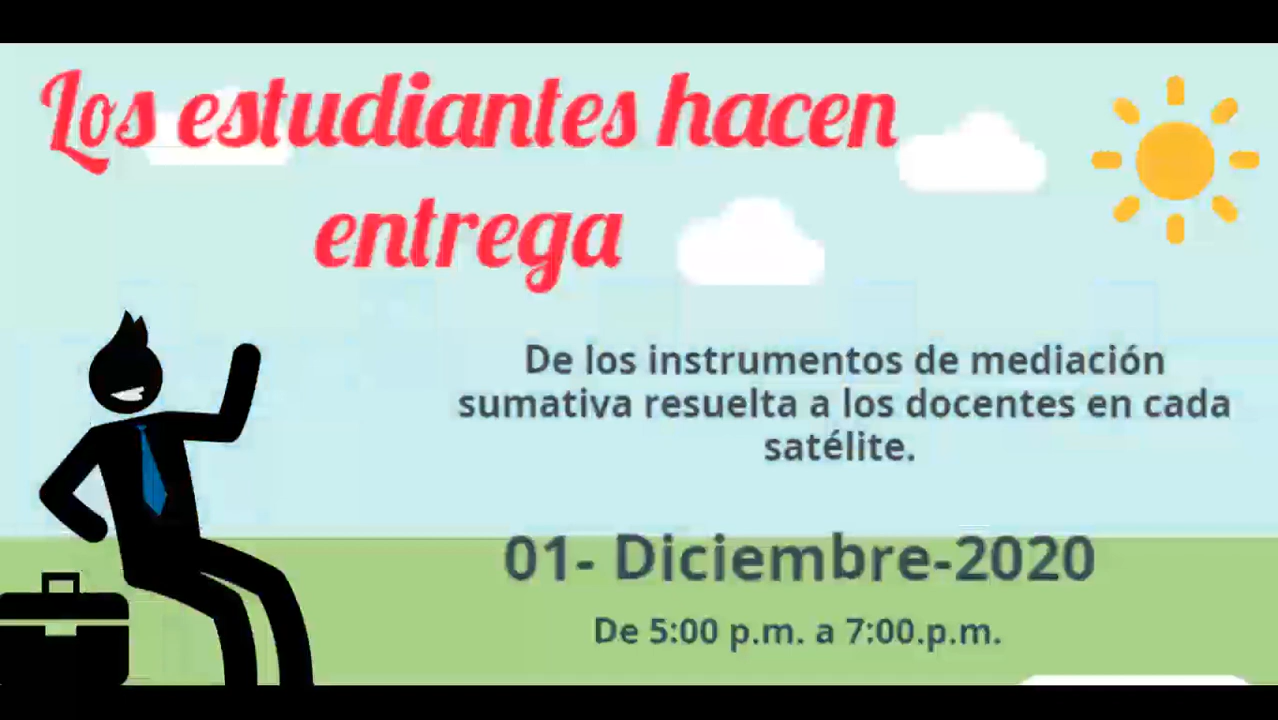 Los estudiantes hacen
entrega
De los instrumentos de mediación
sumativa resuelta a los docentes en cada
satélite.
01- Diciembre-2020
De 5:00 p.m. a 7:00.p.m.